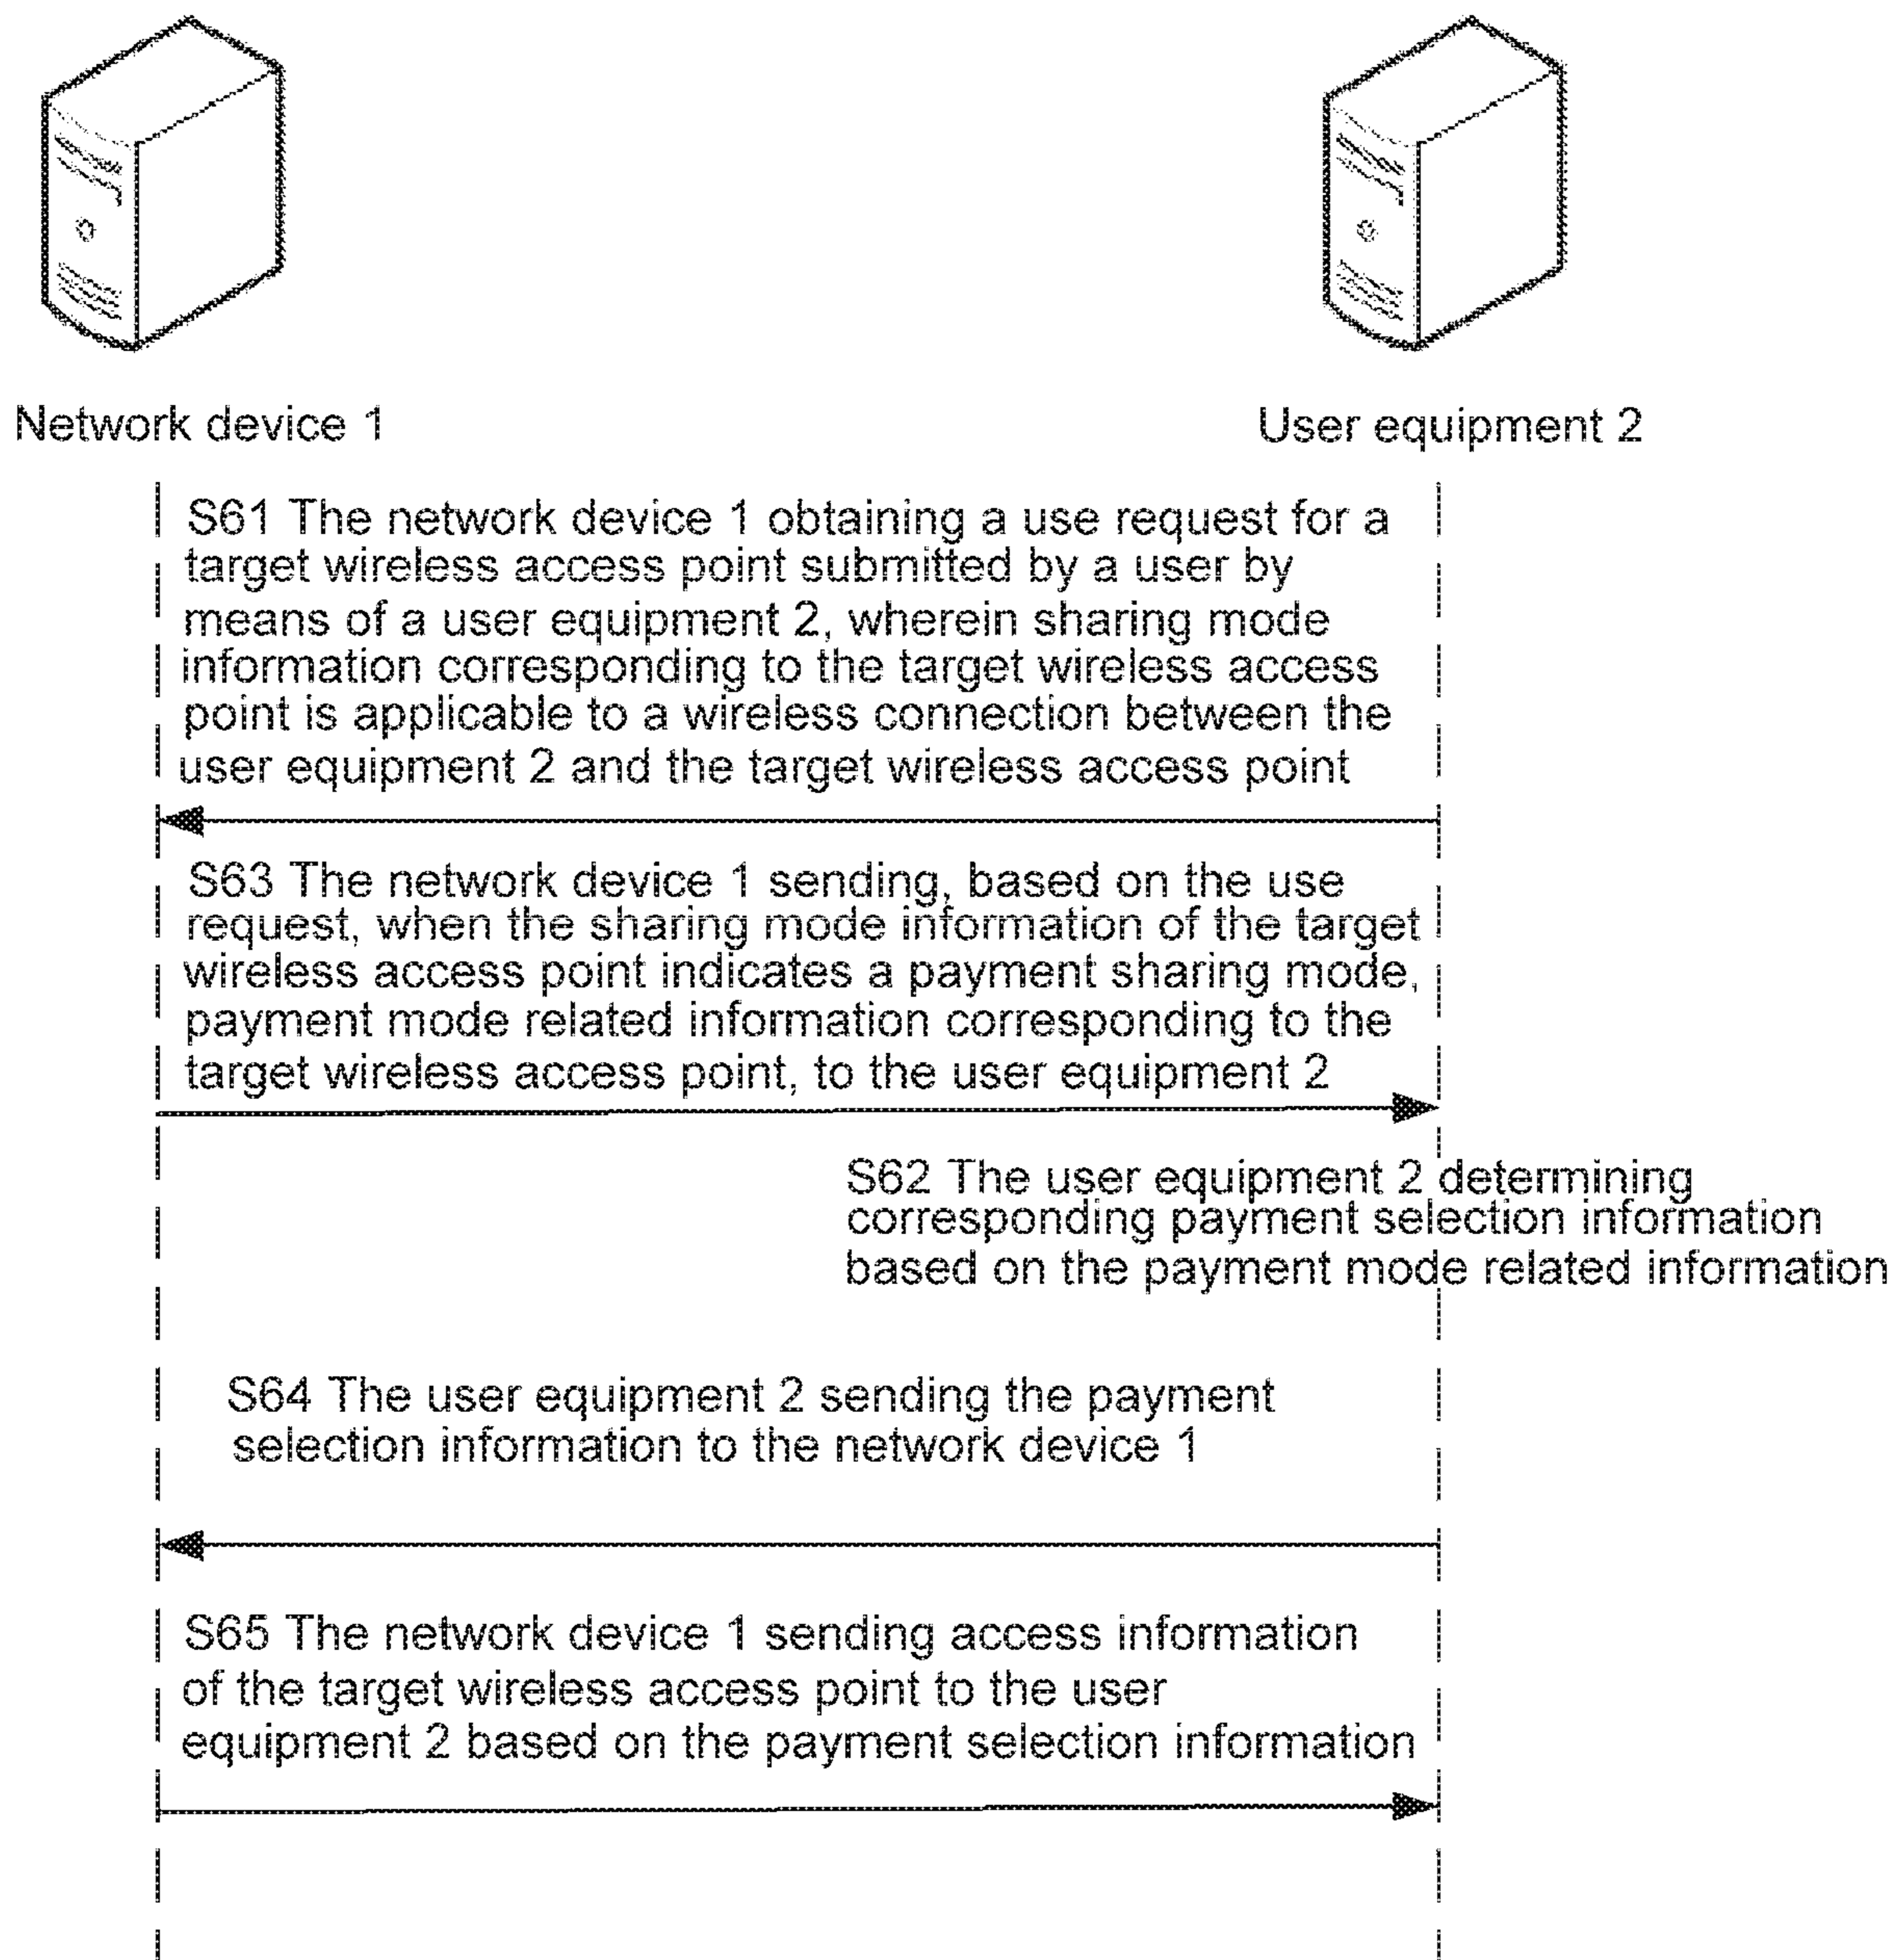 Network device 1
User equipment 2
S61 The network device 1 obtaining a use request for a
target wireless access point submitted by a user by
means of a user equipment 2, wherein sharing mode
information corresponding to the target wireless access
point is applicable to a wireless connection between the
user equipment 2 and the target wireless access point
S63 The network device 1 sending, based on the use
request, when the sharing mode information of the target
wireless access point indicates a payment sharing mode,
payment mode related information corresponding to the
target wireless access point, to the user equipment 2
S62 The user equipment 2 determining
corresponding payment selection information
based on the payment mode related information
S64 The user equipment 2 sending the payment
selection information to the network device 1
S65 The network device 1 sending access information
of the target wireless access point to the user
equipment 2 based on the payment selection information